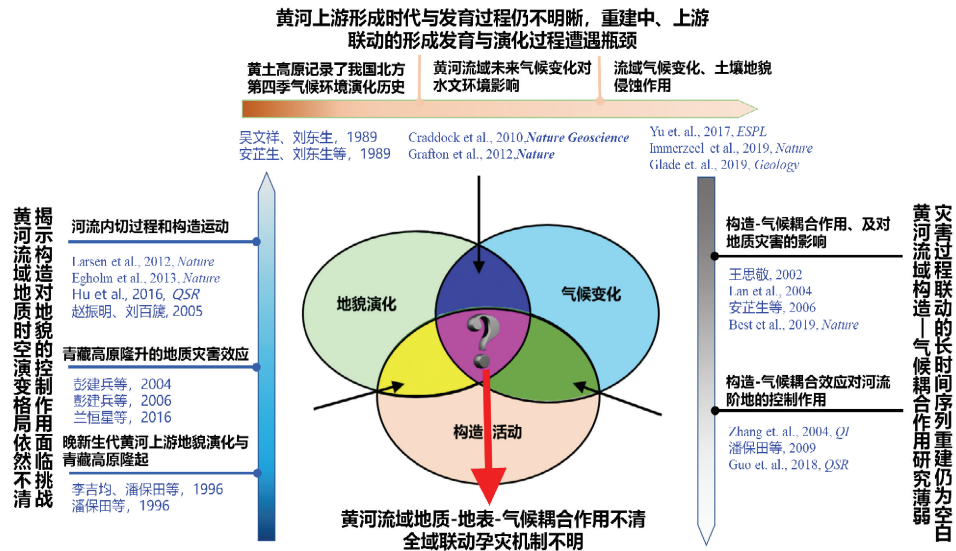 黄河上游形成时代与发育过程仍不明晰，重建中、上游
联动的形成发育与演化过程遭遇瓶颈
黄土高原记录了我国北方
第四季气候环境演化历史
黄河流域未来气候变化对
水文环境影响
流域气候变化、土壤地貌
侵蚀作用
吴文祥、刘东生，1989
安芷生、刘东生等，1989
Craddock et al., 2010,Nature Geoscience
Grafton et al., 2012,Nature
Yu et. al., 2017, ESPL
Immerzeel et al., 2019, Nature
Glade et al., 2019, Geology
揭示构造对地貌的控制作用面临挑战
黄河流域地质时空演变格局依然不清
河流内切过程和构造运动
Larsen et al., 2012, Nature
Egholm et al., 2013, Nature
Hu et al., 2016, QSR
赵振明、刘百篪，2005
青藏高原隆升的地质灾害效应
彭建兵等，2004
彭建兵等，2006
兰恒星等，2016
晚新生代黄河上游地貌演化与
青藏高原隆起
李吉均、潘保田等，1996
潘保田等，1996
地貌演化
气候变化
?
构造 活动
黄河流域地质-地表-气候耦合作用不清
全域联动孕灾机制不明
构造-气候耦合作用、及对
地质灾害的影响
王思敬，2002
Lan et al., 2004
安芷生等，2006
Best et al., 2019, Nature
构造-气候耦合效应对河流
阶地的控制作用
Zhang et. al., 2004, QI
潘保田等，2009
Guo et. al., 2018, QSR
灾害过程联动的长时间序列重建仍为空白
黄河流域构造—气候耦合作用研究薄弱